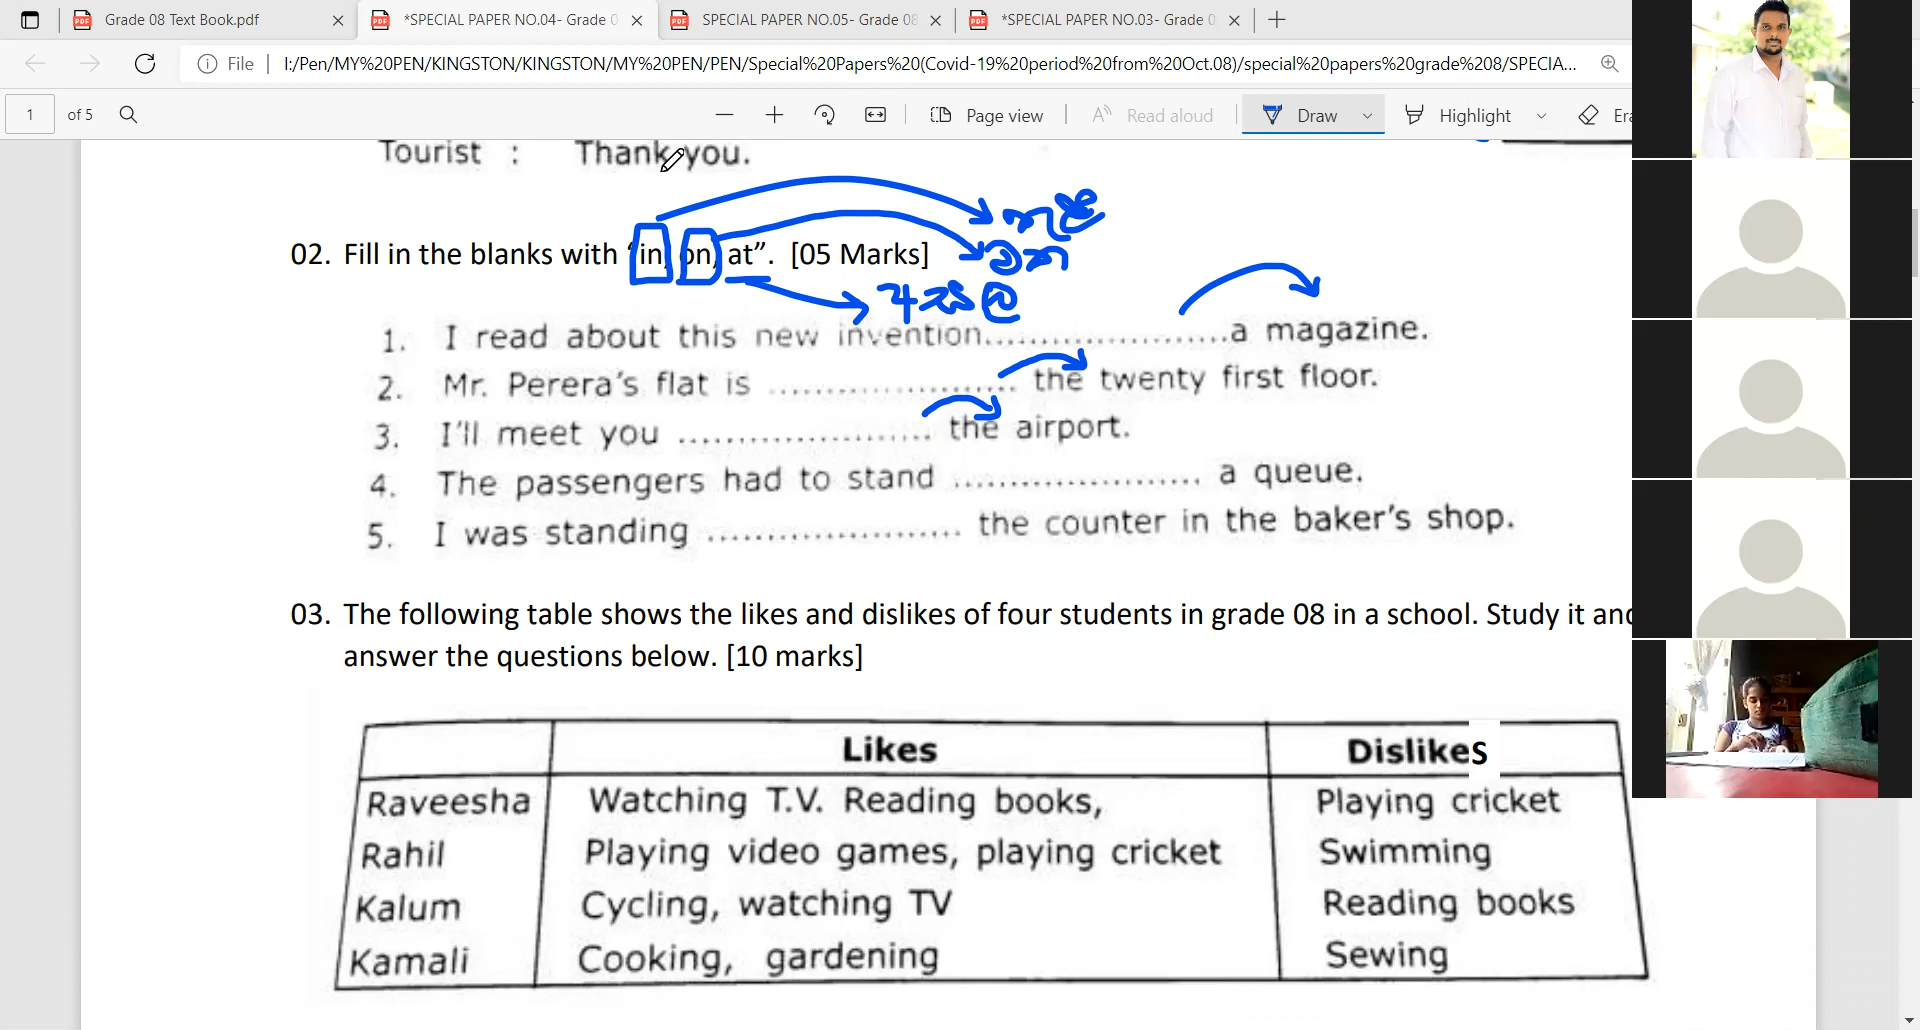 Grade 08 Text Book.pdf
*SPECIAL PAPER NO.04- Grade 0
SPECIAL PAPER NO.05- Grade 08
*SPECIAL PAPER NO.03- Grade 0
File
I:/Pen/MY%20PEN/KINGSTON/KINGSTON/MY%20PEN/PEN/Special%20Papers%20(Covid-19%20period%20from%20Oct.08)/special%20papers%20grade%208/SPECIA...
1 of 5
Page view
Read aloud
Draw
Highlight
Era
Tourist : Thank you.
02. Fill in the blanks with “in, on, at”. [05 Marks]
1. I read about this new invention........................a magazine.
2. Mr. Perera’s flat is ........................ the twenty first floor.
3. I’ll meet you ........................ the airport.
4. The passengers had to stand ........................ a queue.
5. I was standing ........................ the counter in the baker’s shop.
03. The following table shows the likes and dislikes of four students in grade 08 in a school. Study it and
answer the questions below. [10 marks]
Likes Dislikes
Raveesha Watching T.V. Reading books, Playing cricket
Rahil Playing video games, playing cricket Swimming
Kalum Cycling, watching TV Reading books
Kamali Cooking, gardening Sewing